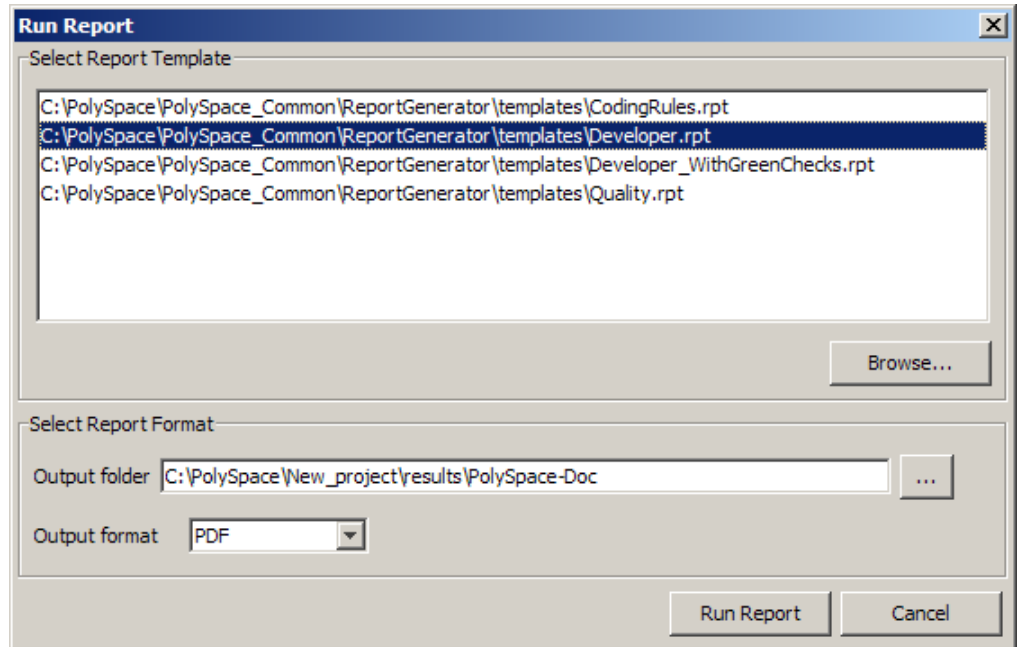 Run Report
Select Report Template
C:\PolySpace\PolySpace_Common\ReportGenerator\templates\CodingRules.rpt
C:\PolySpace\PolySpace_Common\ReportGenerator\templates\Developer.rpt
C:\PolySpace\PolySpace_Common\ReportGenerator\templates\Developer_WithGreenChecks.rpt
C:\PolySpace\PolySpace_Common\ReportGenerator\templates\Quality.rpt
Browse...
Select Report Format
Output folder C:\PolySpace\New_project\results\PolySpace-Doc ...
Output format PDF
Run Report Cancel